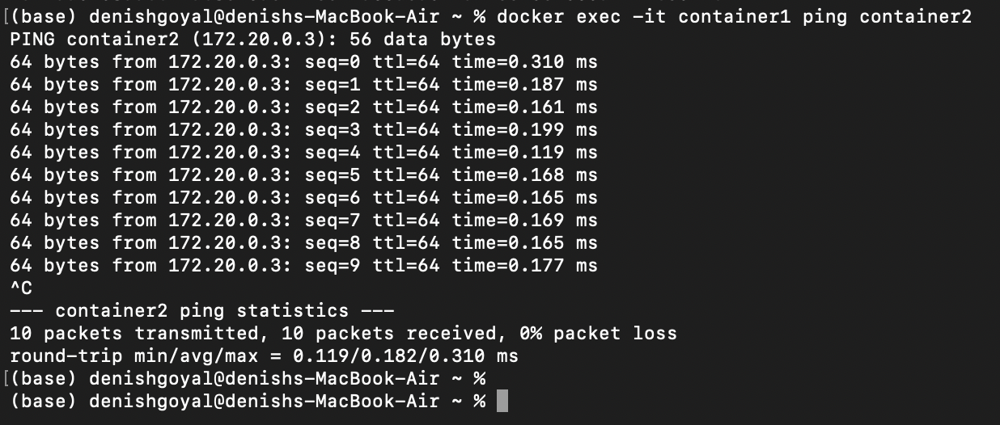 [(base) denishgoyal@denishs-MacBook-Air ~ % docker exec -it container1 ping container2
PING container2 (172.20.0.3): 56 data bytes
64 bytes from 172.20.0.3: seq=0 ttl=64 time=0.310 ms
64 bytes from 172.20.0.3: seq=1 ttl=64 time=0.187 ms
64 bytes from 172.20.0.3: seq=2 ttl=64 time=0.161 ms
64 bytes from 172.20.0.3: seq=3 ttl=64 time=0.199 ms
64 bytes from 172.20.0.3: seq=4 ttl=64 time=0.119 ms
64 bytes from 172.20.0.3: seq=5 ttl=64 time=0.168 ms
64 bytes from 172.20.0.3: seq=6 ttl=64 time=0.165 ms
64 bytes from 172.20.0.3: seq=7 ttl=64 time=0.169 ms
64 bytes from 172.20.0.3: seq=8 ttl=64 time=0.165 ms
64 bytes from 172.20.0.3: seq=9 ttl=64 time=0.177 ms
^C
--- container2 ping statistics ---
10 packets transmitted, 10 packets received, 0% packet loss
round-trip min/avg/max = 0.119/0.182/0.310 ms
[(base) denishgoyal@denishs-MacBook-Air ~ %
(base) denishgoyal@denishs-MacBook-Air ~ %